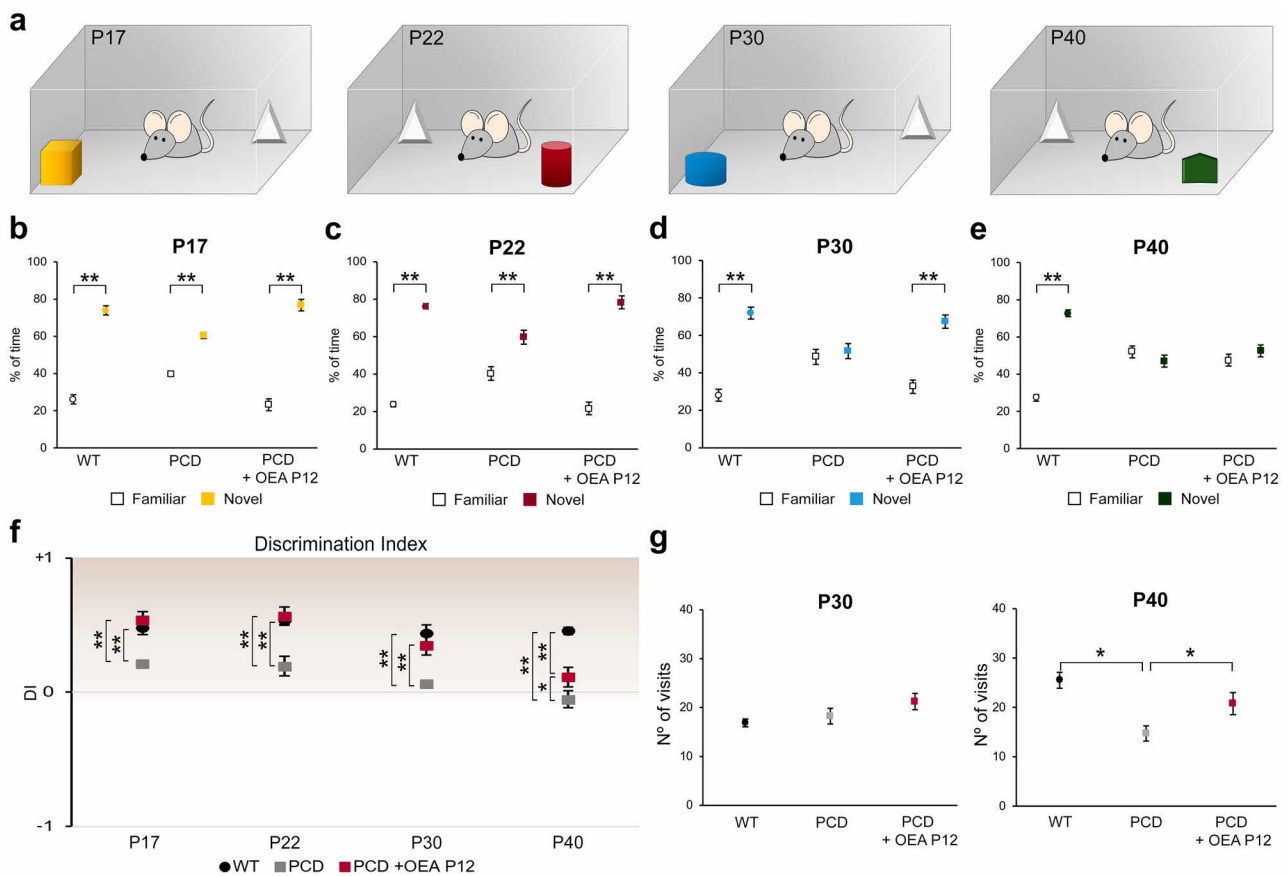 a
P17
P22
P30
P40
b
P17
**
**
**
100
80
60
40
20
0
% of time
WT
PCD
PCD
+ OEA P12
Familiar
Novel
c
P22
**
**
**
100
80
60
40
20
0
% of time
WT
PCD
PCD
+ OEA P12
Familiar
Novel
d
P30
**
**
100
80
60
40
20
0
% of time
WT
PCD
PCD
+ OEA P12
Familiar
Novel
e
P40
**
100
80
60
40
20
0
% of time
WT
PCD
PCD
+ OEA P12
Familiar
Novel
f
Discrimination Index
+1
0
-1
DI
**
**
**
**
**
**
**
**
*
P17
P22
P30
P40
WT
PCD
PCD +OEA P12
g
P30
40
30
20
10
0
Nº of visits
WT
PCD
PCD
+ OEA P12
P40
*
*
40
30
20
10
0
Nº of visits
WT
PCD
PCD
+ OEA P12